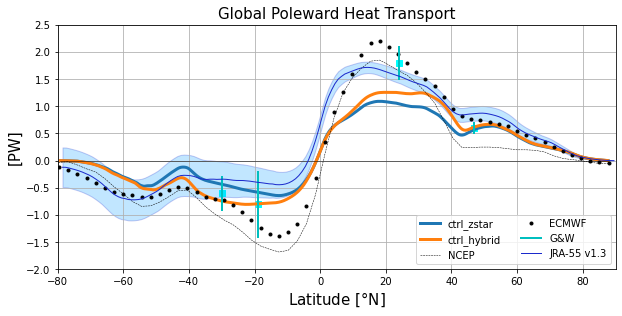 Global Poleward Heat Transport
[PW]
2.5
2.0
1.5
1.0
0.5
0.0
−0.5
−1.0
−1.5
−2.0
−80
−60
−40
−20
0
20
40
60
80
Latitude [°N]
ctrl_zstar
ctrl_hybrid
NCEP
ECMWF
G&W
JRA-55 v1.3